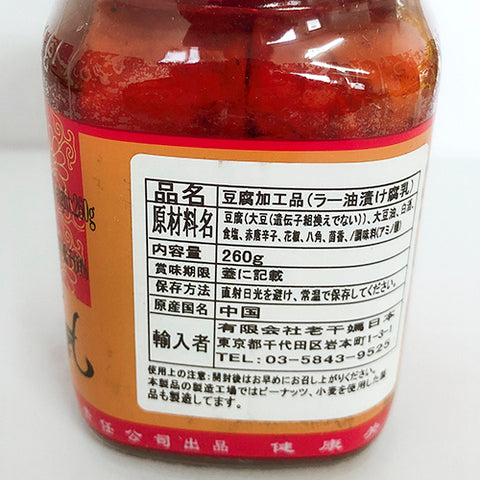 品名 豆腐加工品(ラー油漬け腐乳)
原材料名 豆腐(大豆(遺伝子組換えでない))、大豆油、白酒、
食塩、赤唐辛子、花椒、八角、茴香、/調味料(アミノ酸)
内容量 260g
賞味期限 蓋に記載
保存方法 直射日光を避け、常温で保存してください。
原産国名 中国
輸入者 有限会社老干媽日本
東京都千代田区岩本町1-3-1
TEL:03-5843-9525
使用上の注意:開封後はお早めにお召し上がりください。
本製品の製造工場ではピーナッツ、小麦を使用した製
品も製造してます。
責任公司出品 健康